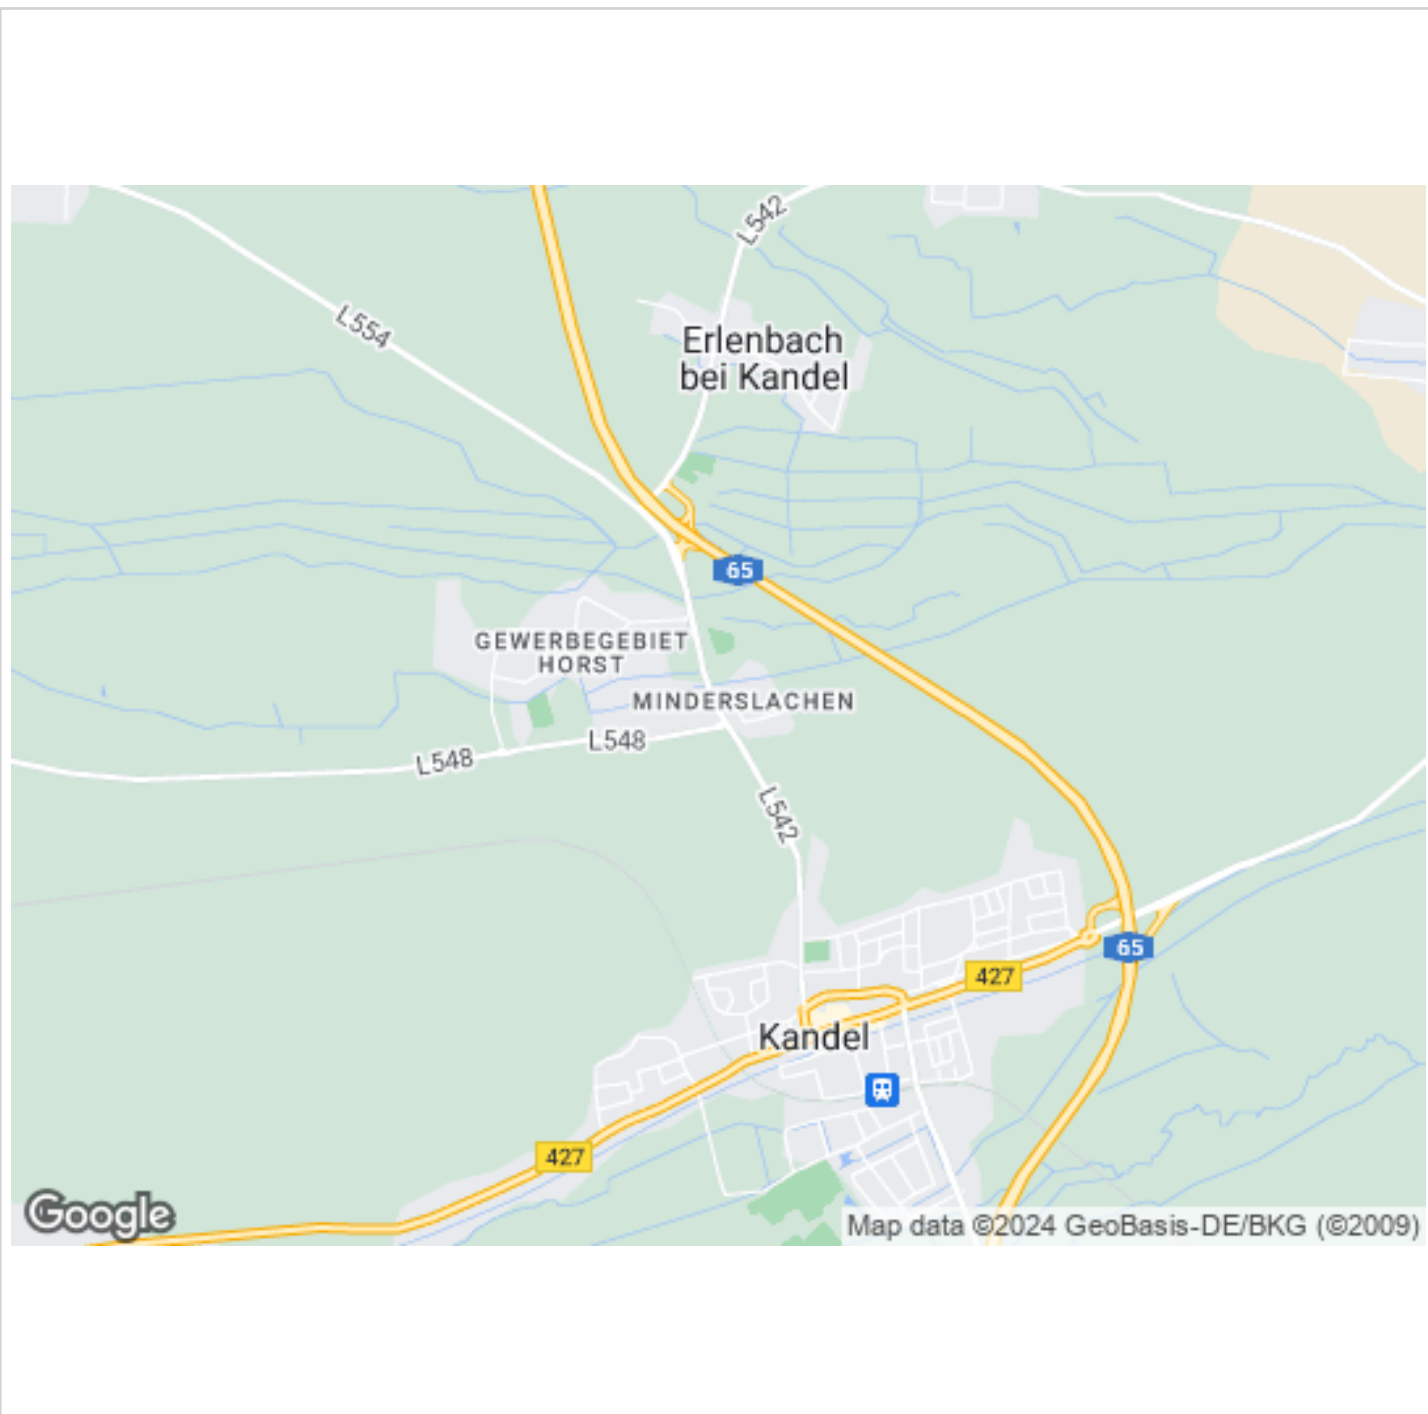 L542
L554
Erlenbach
bei Kandel
65
GEWERBEGEBIET
HORST
MINDERSLACHEN
L548
L548
L542
65
427
Kandel
427
Google
Map data ©2024 GeoBasis-DE/BKG (©2009)